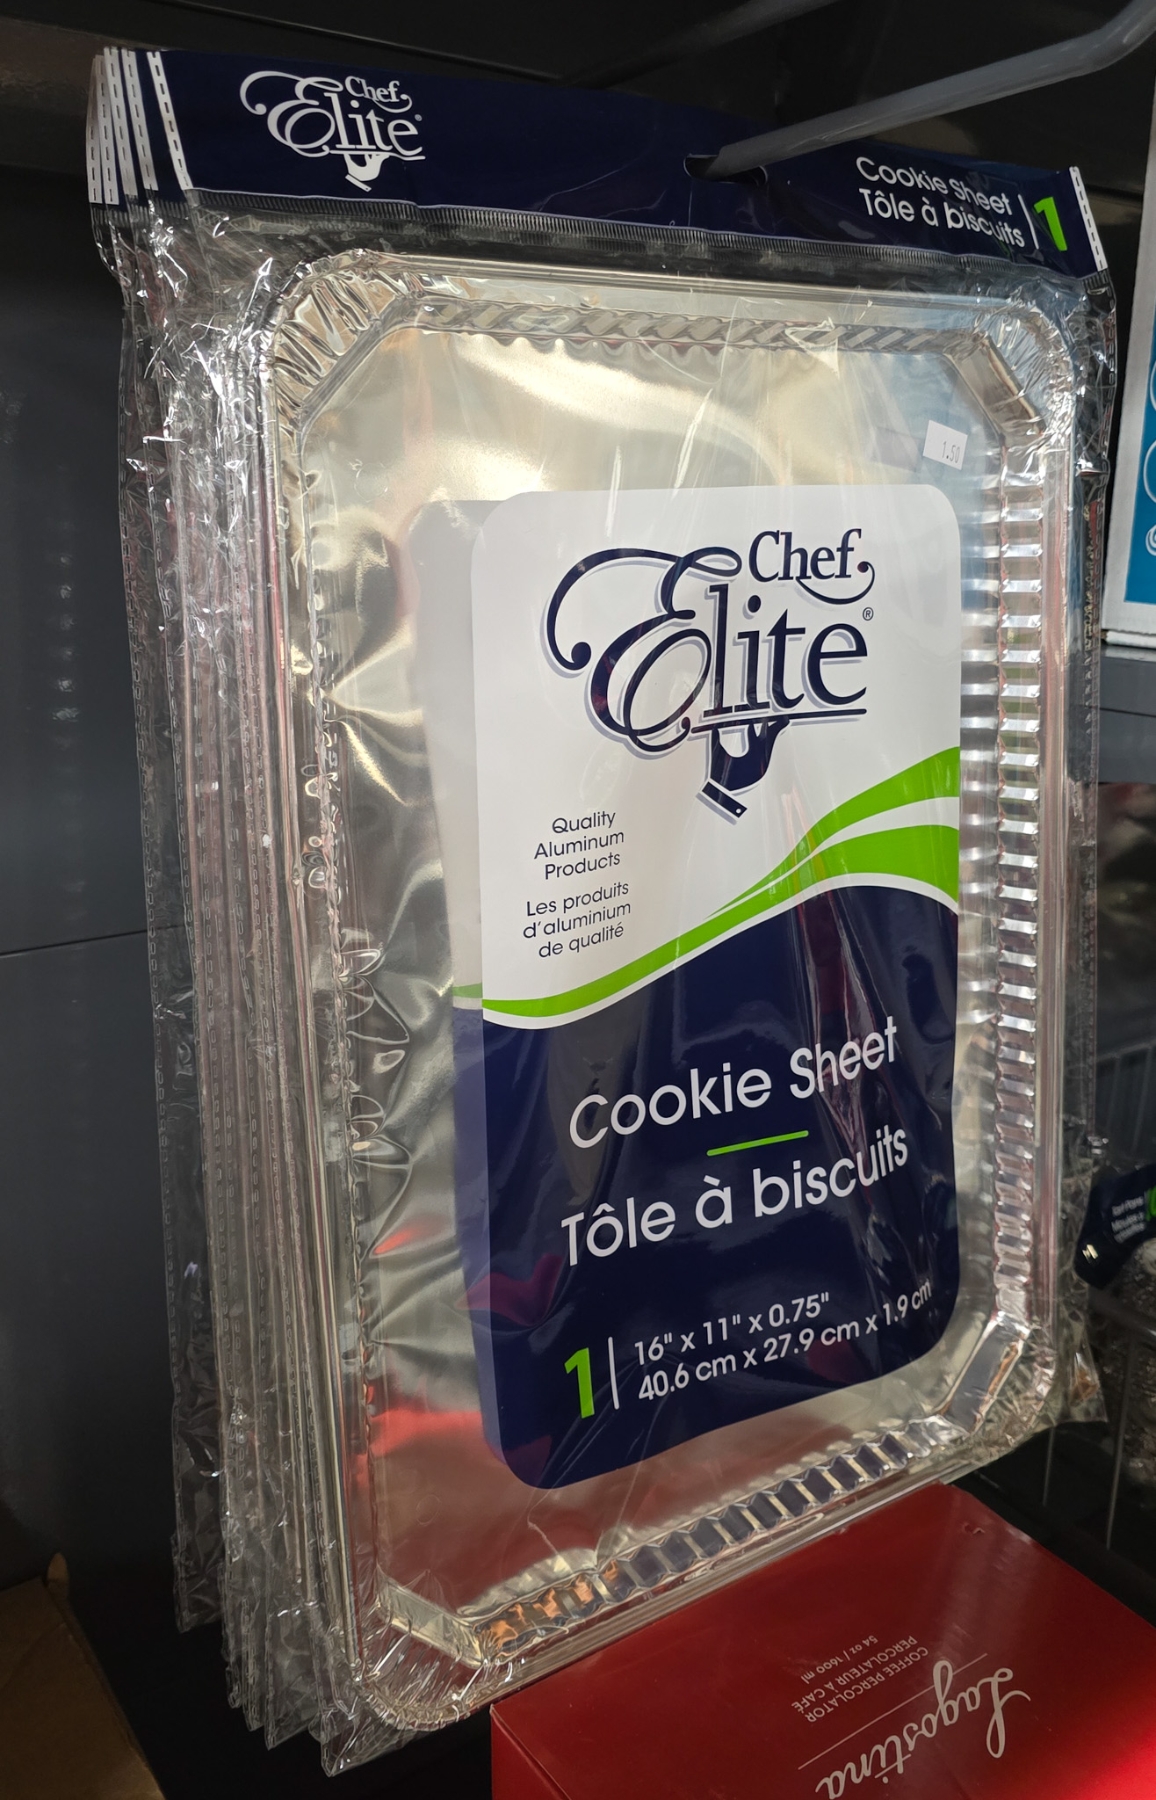 Chef
Elite®
Cookie Sheet
Tôle à biscuits
1
1.50
Chef
Elite®
Quality
Aluminum
Products
Les produits
d'aluminium
de qualité
Cookie Sheet
Tôle à biscuits
1
16" x 11" x 0.75"
40.6 cm x 27.9 cm x 1.9 cm
Lagostina
COFFEE PERCOLATOR
PERCOLATEUR À CAFÉ
54 oz / 1600 ml